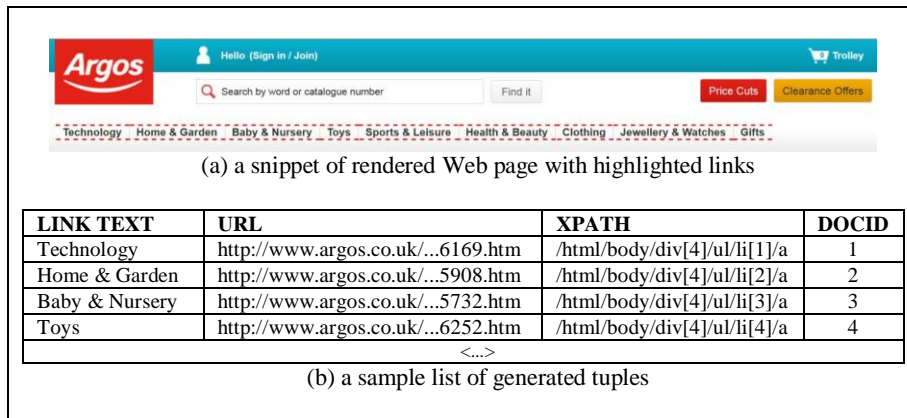 Argos
Hello (Sign in / Join)
0 Trolley
Search by word or catalogue number
Find it
Price Cuts
Clearance Offers
Technology Home & Garden Baby & Nursery Toys Sports & Leisure Health & Beauty Clothing Jewellery & Watches Gifts
(a) a snippet of rendered Web page with highlighted links
LINK TEXT URL XPATH DOCID
Technology http://www.argos.co.uk/...6169.htm /html/body/div[4]/ul/li[1]/a 1
Home & Garden http://www.argos.co.uk/...5908.htm /html/body/div[4]/ul/li[2]/a 2
Baby & Nursery http://www.argos.co.uk/...5732.htm /html/body/div[4]/ul/li[3]/a 3
Toys http://www.argos.co.uk/...6252.htm /html/body/div[4]/ul/li[4]/a 4
<...>
(b) a sample list of generated tuples